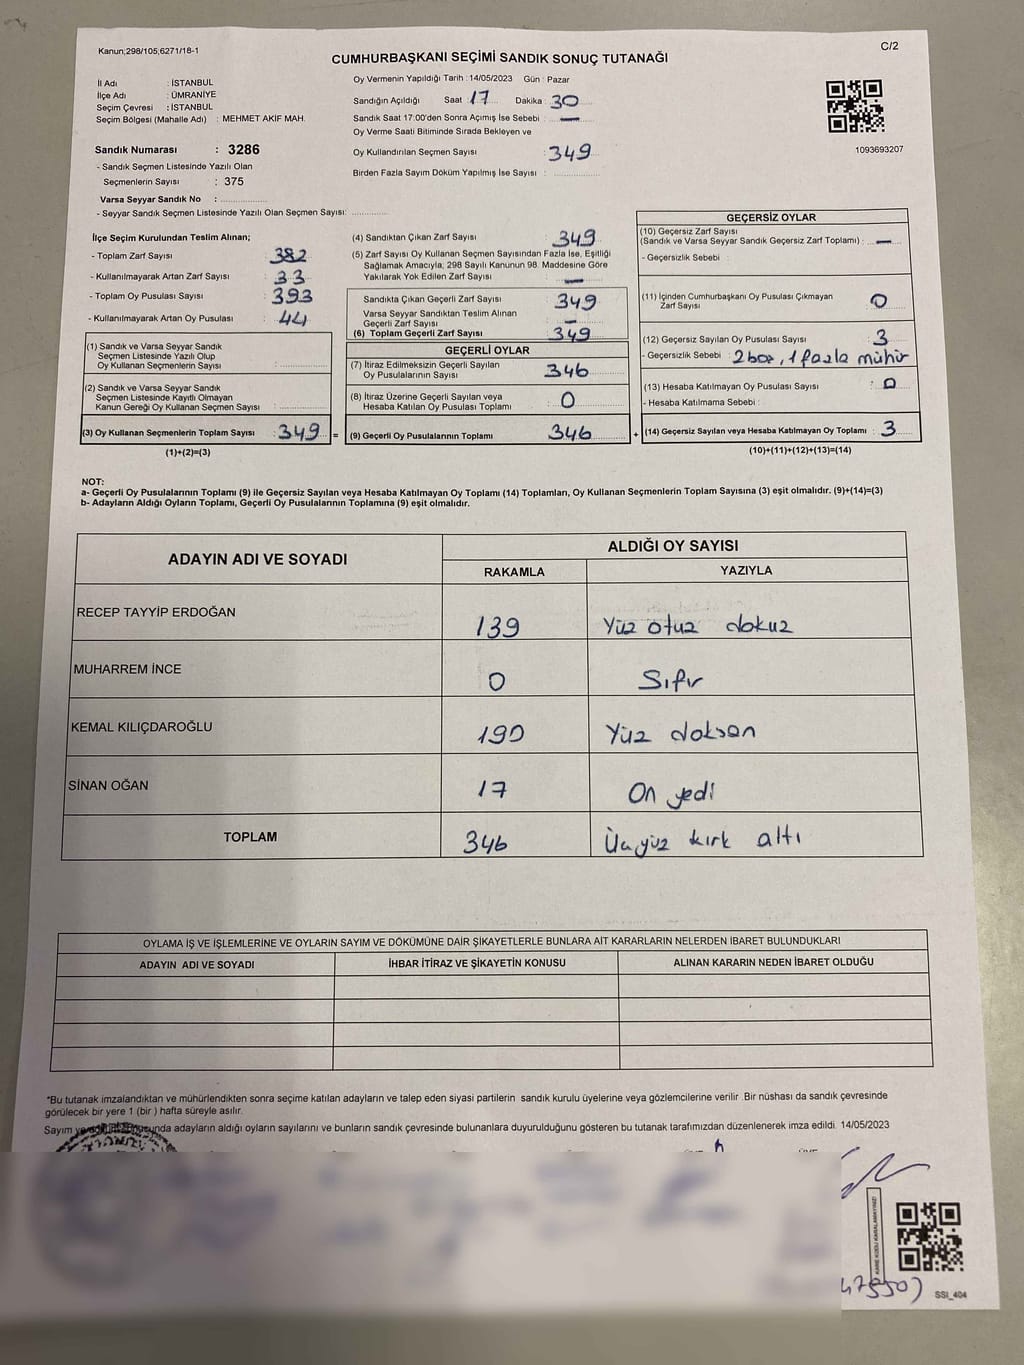 Kanun;298/105;6271/18-1
C/2
CUMHURBAŞKANI SEÇİMİ SANDIK SONUÇ TUTANAĞI
İl Adı : İSTANBUL
İlçe Adı : ÜMRANİYE
Seçim Çevresi : İSTANBUL
Seçim Bölgesi (Mahalle Adı) : MEHMET AKİF MAH.
Sandık Numarası : 3286
- Sandık Seçmen Listesinde Yazılı Olan
Seçmenlerin Sayısı : 375
Varsa Seyyar Sandık No :
- Seyyar Sandık Seçmen Listesinde Yazılı Olan Seçmen Sayısı:
Oy Vermenin Yapıldığı Tarih : 14/05/2023 Gün : Pazar
Sandığın Açıldığı Saat : 17 Dakika : 30
Sandık Saat 17:00'den Sonra Açımış İse Sebebi : —
Oy Verme Saati Bitiminde Sırada Bekleyen ve
Oy Kullandırılan Seçmen Sayısı : 349
Birden Fazla Sayım Döküm Yapılmış İse Sayısı :
1093693207
İlçe Seçim Kurulundan Teslim Alınan;
- Toplam Zarf Sayısı : 382
- Kullanılmayarak Artan Zarf Sayısı : 33
- Toplam Oy Pusulası Sayısı : 393
- Kullanılmayarak Artan Oy Pusulası : 44
(1) Sandık ve Varsa Seyyar Sandık
Seçmen Listesinde Yazılı Olup
Oy Kullanan Seçmenlerin Sayısı :
(2) Sandık ve Varsa Seyyar Sandık
Seçmen Listesinde Kayıtlı Olmayan
Kanun Gereği Oy Kullanan Seçmen Sayısı :
(3) Oy Kullanan Seçmenlerin Toplam Sayısı : 349 =
(1)+(2)=(3)
(4) Sandıktan Çıkan Zarf Sayısı : 349
(5) Zarf Sayısı Oy Kullanan Seçmen Sayısından Fazla İse, Eşitliği
Sağlamak Amacıyla; 298 Sayılı Kanunun 98. Maddesine Göre
Yakılarak Yok Edilen Zarf Sayısı : —
Sandıkta Çıkan Geçerli Zarf Sayısı : 349
Varsa Seyyar Sandıktan Teslim Alınan
Geçerli Zarf Sayısı : —
(6) Toplam Geçerli Zarf Sayısı : 349
GEÇERLİ OYLAR
(7) İtiraz Edilmeksizin Geçerli Sayılan
Oy Pusulalarının Sayısı : 346
(8) İtiraz Üzerine Geçerli Sayılan veya
Hesaba Katılan Oy Pusulası Toplamı : 0
(9) Geçerli Oy Pusulalarının Toplamı : 346 +
GEÇERSİZ OYLAR
(10) Geçersiz Zarf Sayısı
(Sandık ve Varsa Seyyar Sandık Geçersiz Zarf Toplamı) : —
- Geçersizlik Sebebi :
(11) İçinden Cumhurbaşkanı Oy Pusulası Çıkmayan
Zarf Sayısı : 0
(12) Geçersiz Sayılan Oy Pusulası Sayısı : 3
- Geçersizlik Sebebi : 2 boş, 1 fazla mühür
(13) Hesaba Katılmayan Oy Pusulası Sayısı : 0
- Hesaba Katılmama Sebebi :
(14) Geçersiz Sayılan veya Hesaba Katılmayan Oy Toplamı : 3
(10)+(11)+(12)+(13)=(14)
NOT:
a- Geçerli Oy Pusulalarının Toplamı (9) ile Geçersiz Sayılan veya Hesaba Katılmayan Oy Toplamı (14) Toplamları, Oy Kullanan Seçmenlerin Toplam Sayısına (3) eşit olmalıdır. (9)+(14)=(3)
b- Adayların Aldığı Oyların Toplamı, Geçerli Oy Pusulalarının Toplamına (9) eşit olmalıdır.
ADAYIN ADI VE SOYADI ALDIĞI OY SAYISI
RAKAMLA YAZIYLA
RECEP TAYYİP ERDOĞAN 139 Yüz otuz dokuz
MUHARREM İNCE 0 Sıfır
KEMAL KILIÇDAROĞLU 190 Yüz doksan
SİNAN OĞAN 17 On yedi
TOPLAM 346 Üçyüz kırk altı
OYLAMA İŞ VE İŞLEMLERİNE VE OYLARIN SAYIM VE DÖKÜMÜNE DAİR ŞİKAYETLERLE BUNLARA AİT KARARLARIN NELERDEN İBARET BULUNDUKLARI
ADAYIN ADI VE SOYADI İHBAR İTİRAZ VE ŞİKAYETİN KONUSU ALINAN KARARIN NEDEN İBARET OLDUĞU
*Bu tutanak imzalandıktan ve mühürlendikten sonra seçime katılan adayların ve talep eden siyasi partilerin sandık kurulu üyelerine veya gözlemcilerine verilir. Bir nüshası da sandık çevresinde
görülecek bir yere 1 (bir ) hafta süreyle asılır.
Sayım adayların aldığı oyların sayılarını ve bunların sandık çevresinde bulunanlara duyurulduğunu gösteren bu tutanak tarafımızdan düzenlenerek imza edildi. 14/05/2023
KARE KODU KARALAMAYINIZ!
SSI_404